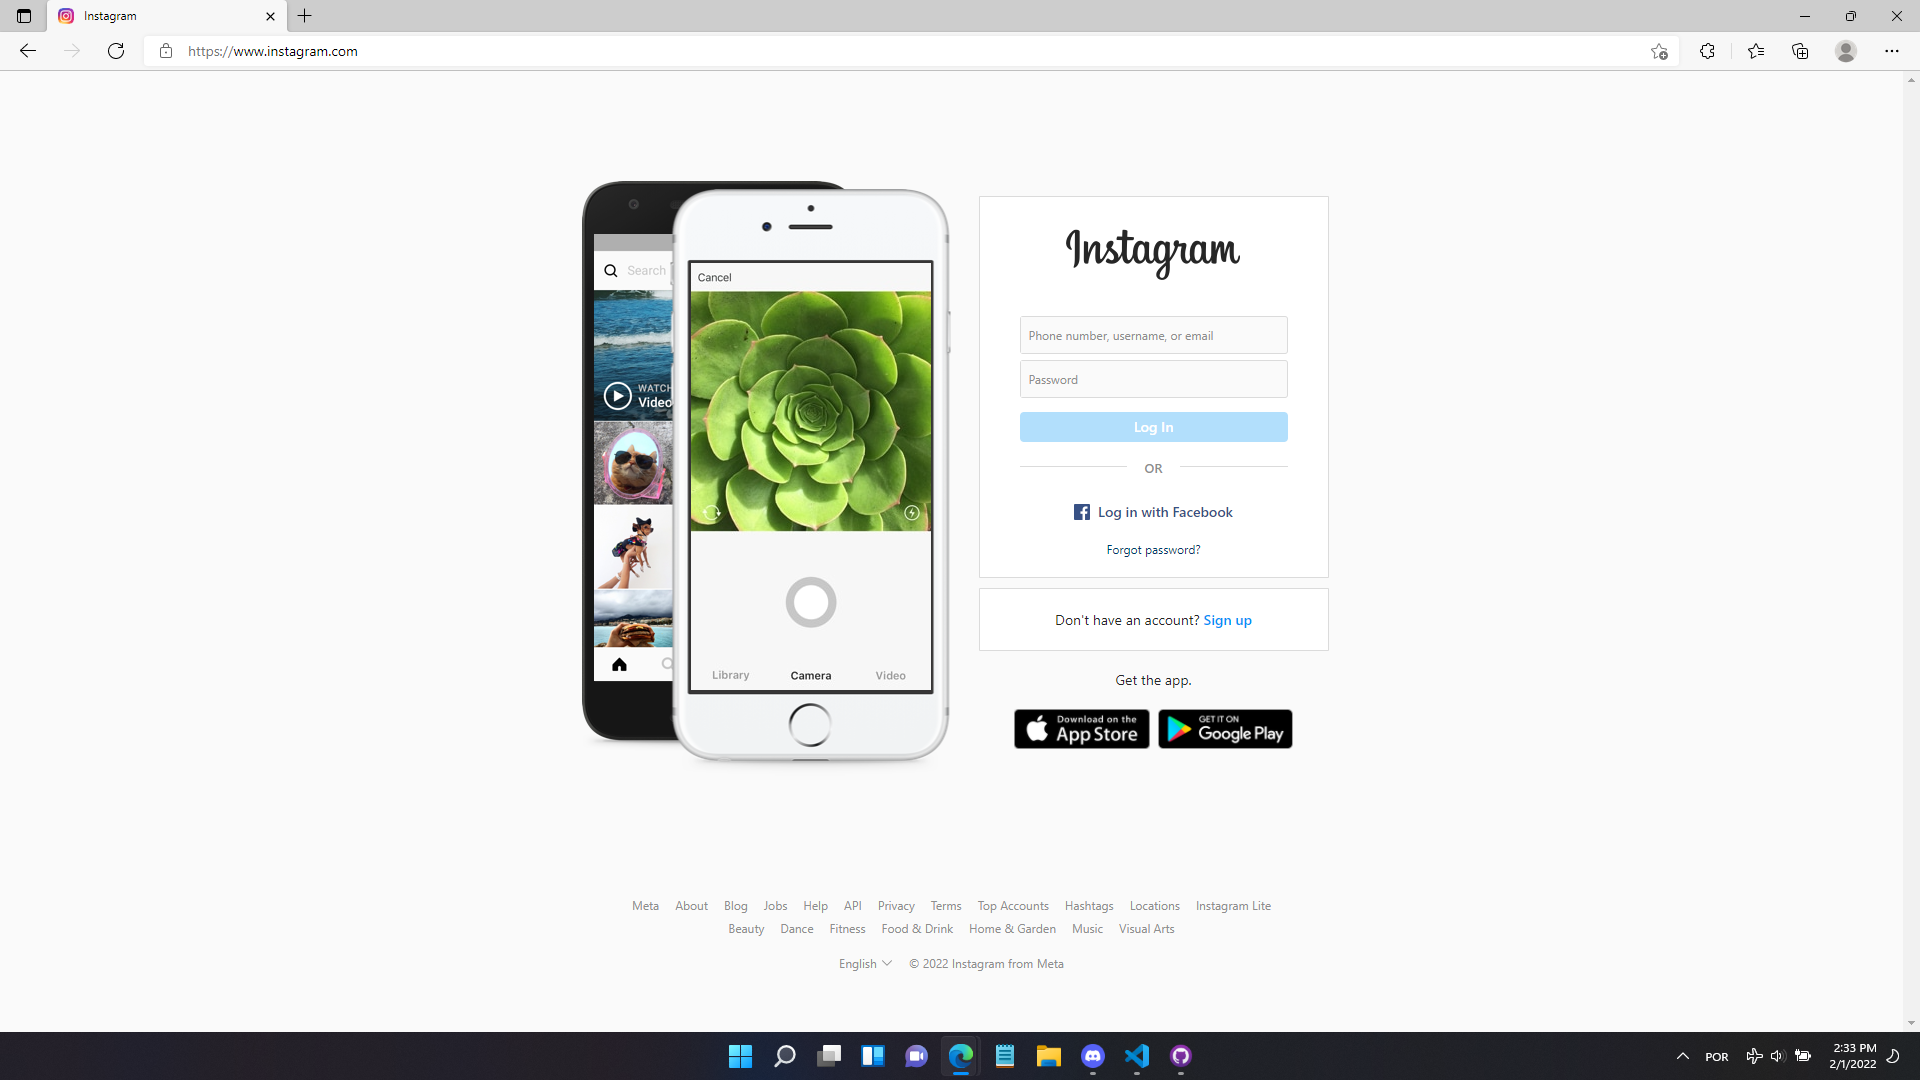 Instagram
https://www.instagram.com
Search
WATCH
Video
Cancel
Library Camera Video
Instagram
Phone number, username, or email
Password
Log In
OR
Log in with Facebook
Forgot password?
Don't have an account? Sign up
Get the app.
Download on the
App Store
GET IT ON
Google Play
Meta About Blog Jobs Help API Privacy Terms Top Accounts Hashtags Locations Instagram Lite
Beauty Dance Fitness Food & Drink Home & Garden Music Visual Arts
English © 2022 Instagram from Meta
POR
2:33 PM
2/1/2022